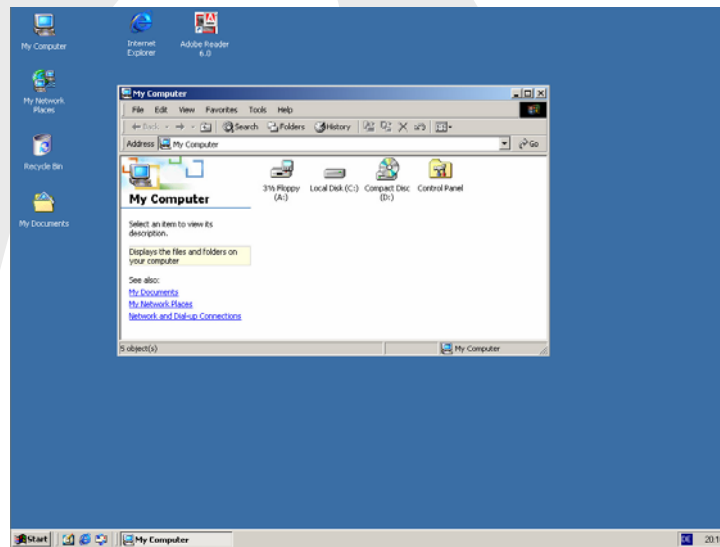 My Computer
Internet
Explorer
Adobe Reader
6.0
My Network
Places
Recycle Bin
My Documents
My Computer
File Edit View Favorites Tools Help
Back Search Folders History
Address My Computer Go
My Computer
Select an item to view its
description.
Displays the files and folders on
your computer
See also:
My Documents
My Network Places
Network and Dial-up Connections
3½ Floppy
(A:)
Local Disk (C:)
Compact Disc
(D:)
Control Panel
5 object(s) My Computer
Start My Computer